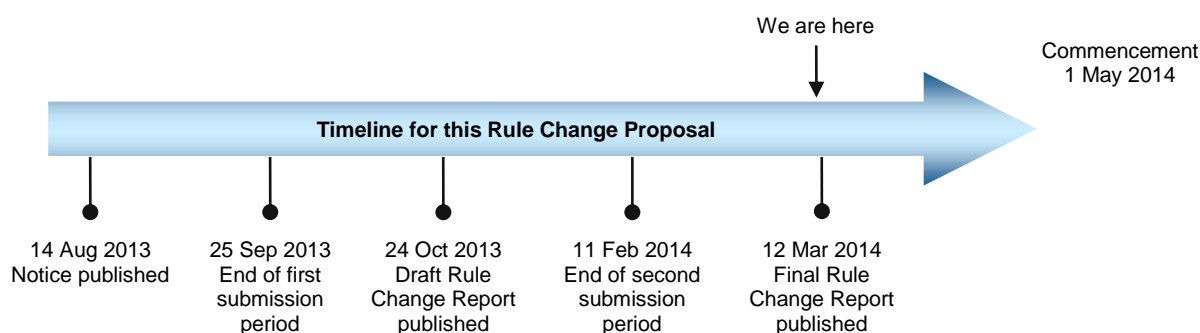 We are here
Commencement
1 May 2014
Timeline for this Rule Change Proposal
14 Aug 2013
Notice published
25 Sep 2013
End of first
submission
period
24 Oct 2013
Draft Rule
Change Report
published
11 Feb 2014
End of second
submission
period
12 Mar 2014
Final Rule
Change Report
published